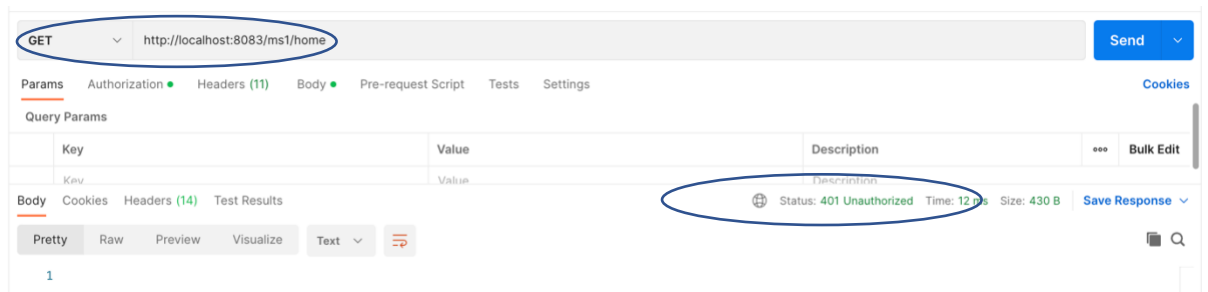 GET http://localhost:8083/ms1/home Send
Params Authorization Headers (11) Body Pre-request Script Tests Settings Cookies
Query Params
Key Value Description ooo Bulk Edit
Key Value Description
Body Cookies Headers (14) Test Results Status: 401 Unauthorized Time: 12 ms Size: 430 B Save Response
Pretty Raw Preview Visualize Text
1